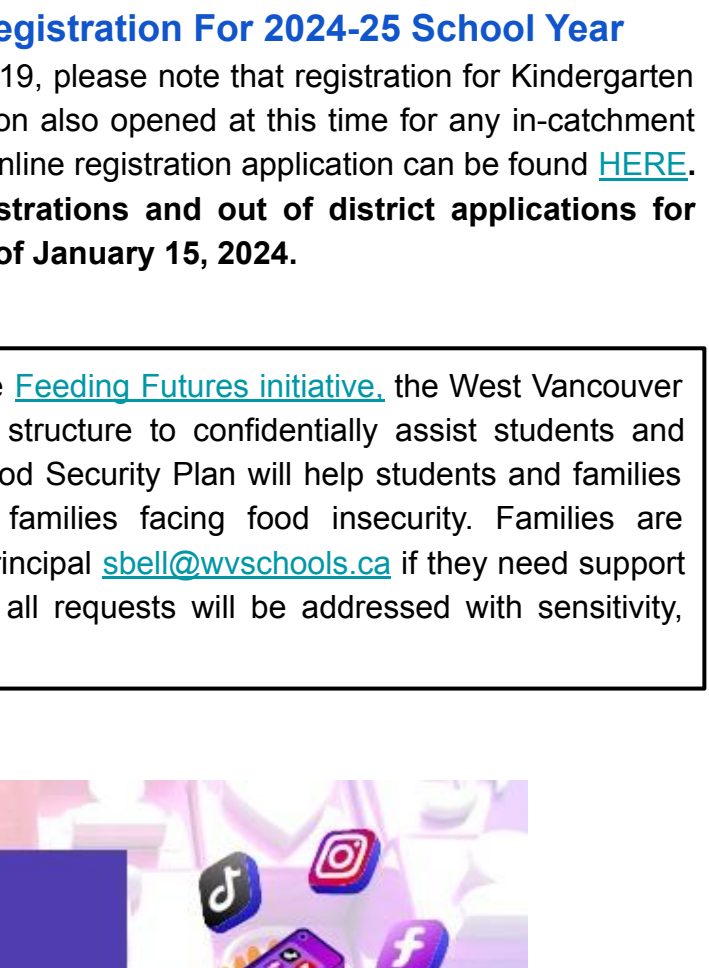 egistration For 2024-25 School Year
19, please note that registration for Kindergarten
on also opened at this time for any in-catchment
nline registration application can be found HERE.
strations and out of district applications for
of January 15, 2024.
e Feeding Futures initiative, the West Vancouver
structure to confidentially assist students and
od Security Plan will help students and families
families facing food insecurity. Families are
rincipal sbell@wvschools.ca if they need support
all requests will be addressed with sensitivity,